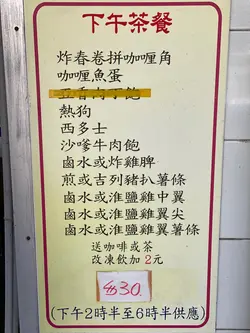 下午茶餐
炸春卷拼咖喱角
咖喱魚蛋
五香肉丁飽
熱狗
西多士
沙嗲牛肉飽
鹵水或炸雞脾
煎或吉列豬扒薯條
鹵水或淮鹽雞中翼
鹵水或淮鹽雞翼尖
鹵水或淮鹽雞翼薯條
送咖啡或茶
改凍飲加2元
$30.
(下午2時半至6時半供應)